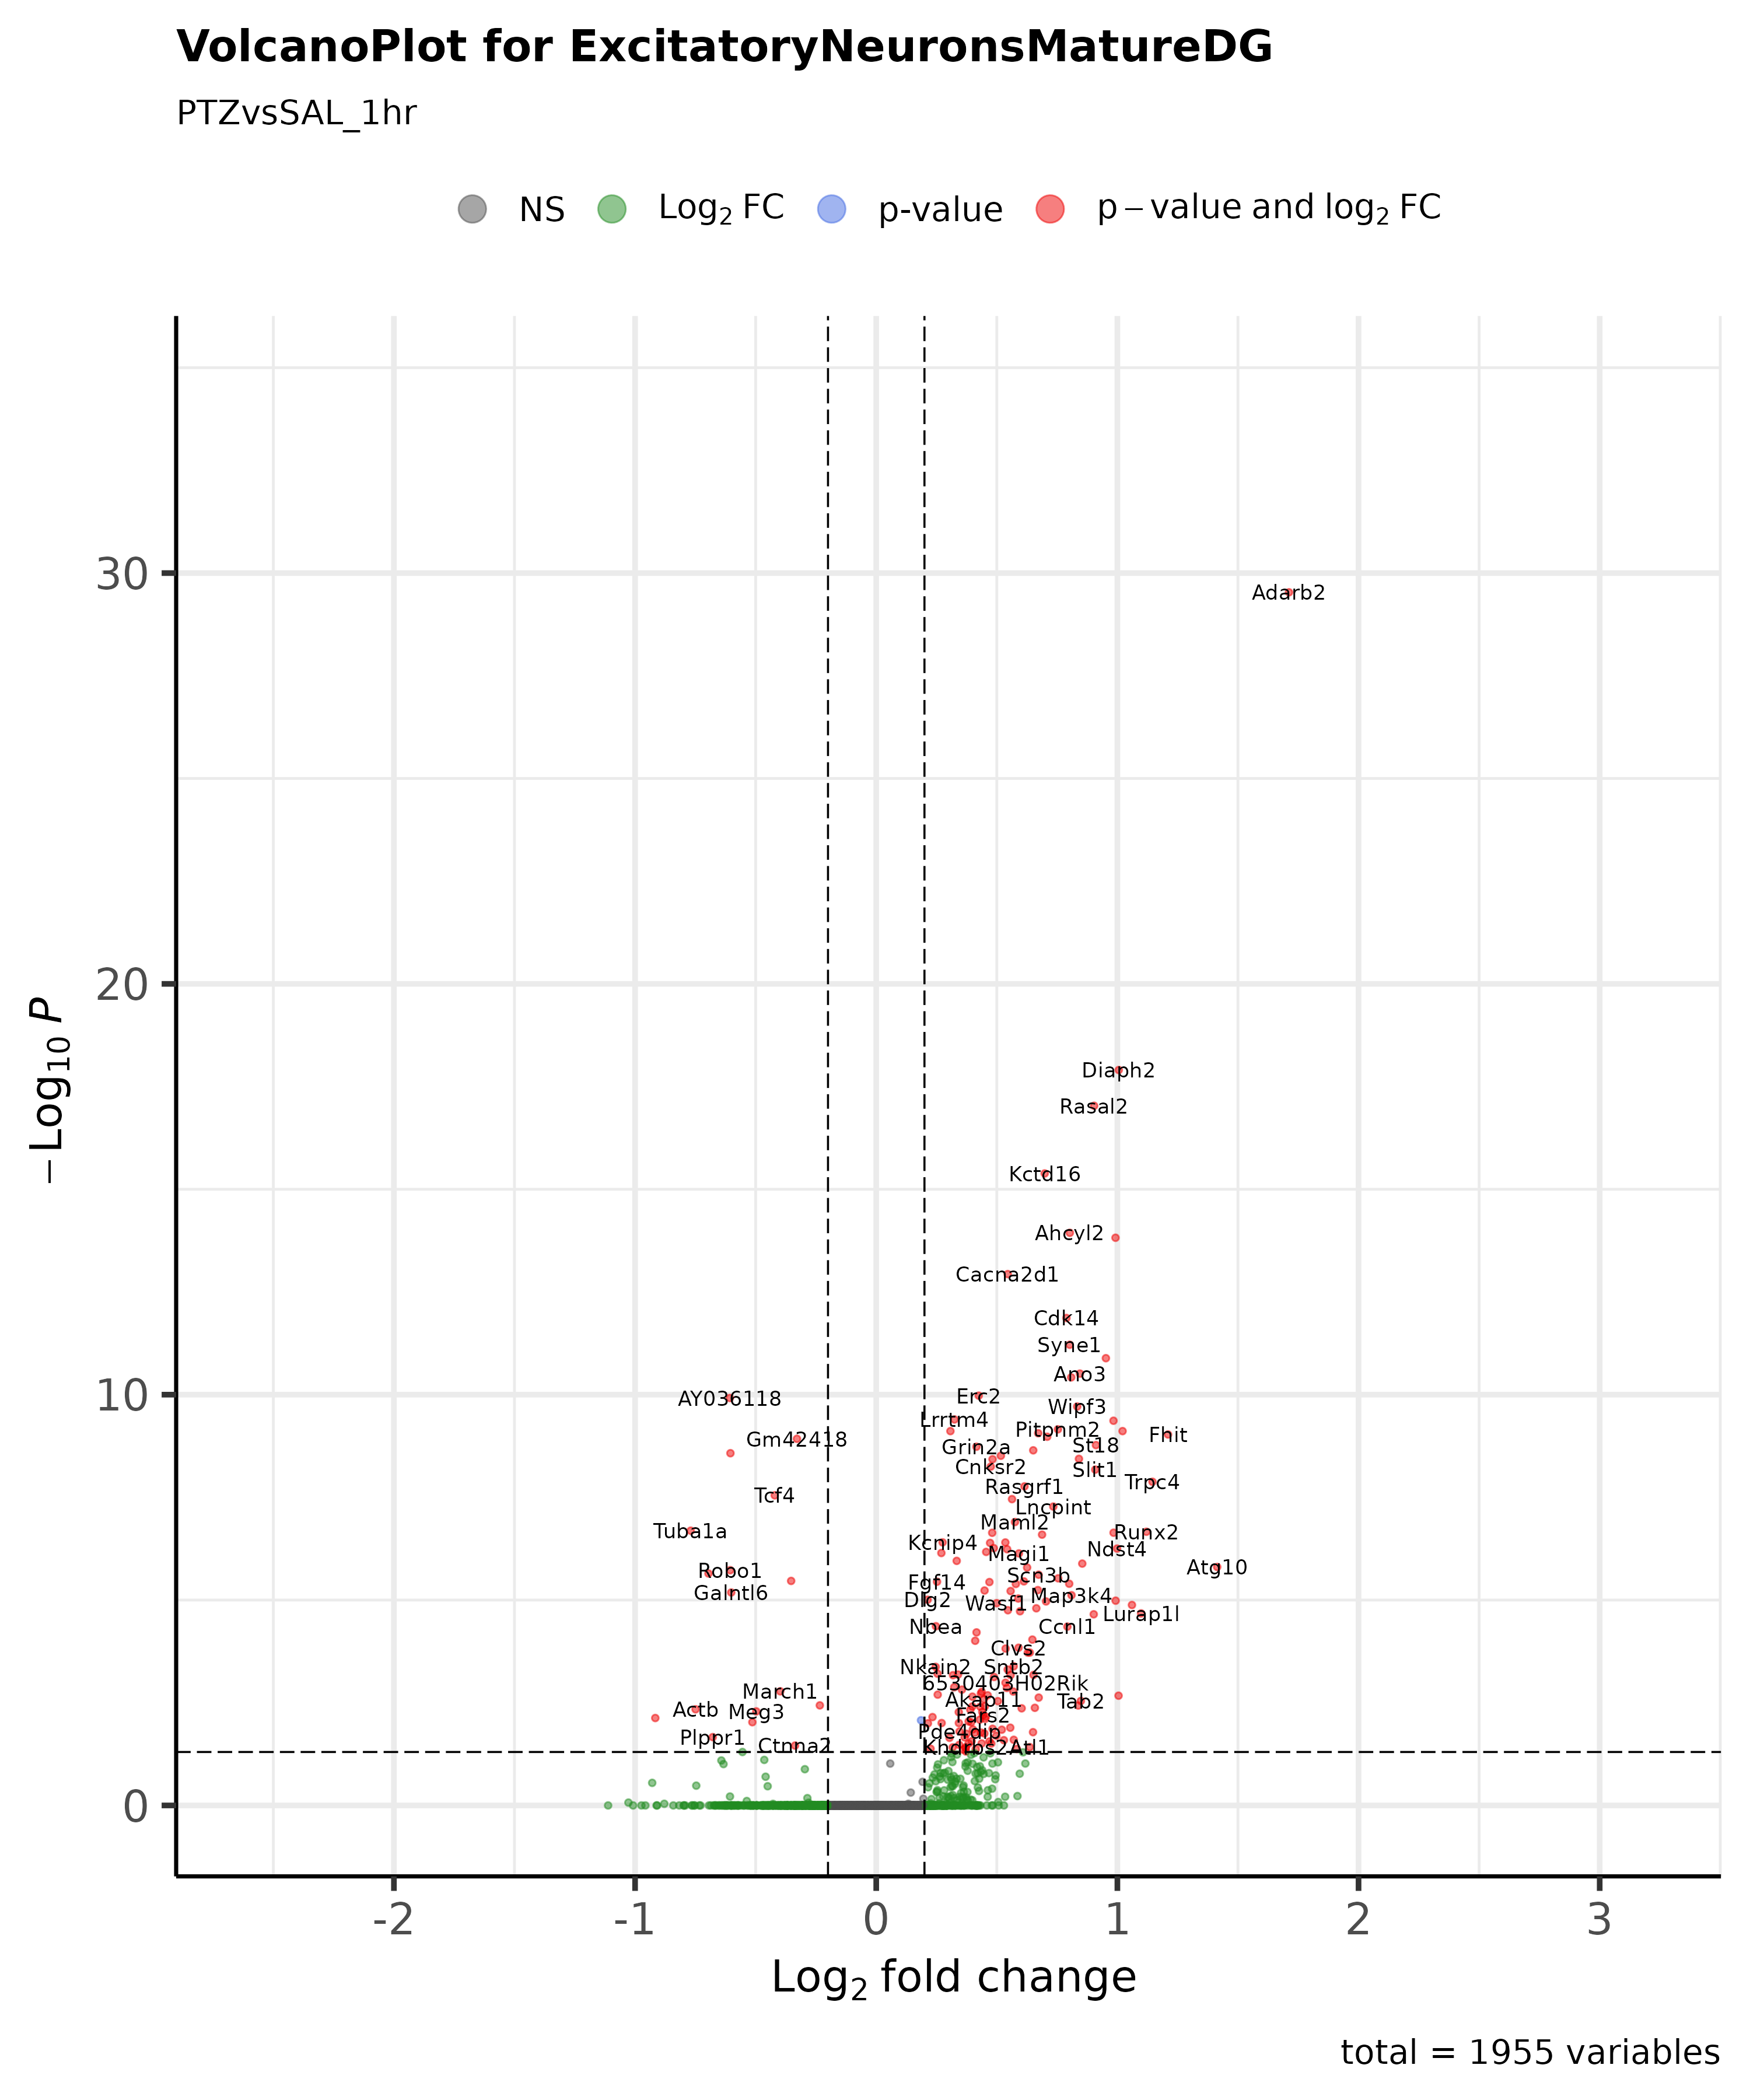 VolcanoPlot for ExcitatoryNeuronsMatureDG
PTZvsSAL_1hr
NS Log2 FC p-value p − value and log2 FC
30
20
10
0
−Log10 P
Adarb2
Diaph2
Rasal2
Kctd16
Ahcyl2
Cacna2d1
Cdk14
Syne1
Ano3
AY036118
Erc2
Wipf3
Lrrtm4
Pitpnm2
Fhit
Gm42418
Grin2a
St18
Cnksr2
Slit1
Trpc4
Rasgrf1
Tcf4
Lncpint
Maml2
Tuba1a
Runx2
Kcnip4
Ndst4
Magi1
Atg10
Robo1
Scn3b
Fgf14
Galntl6
Map3k4
Dlg2
Wasf1
Lurap1l
Nbea
Ccnl1
Clvs2
Nkain2
Sntb2
6530403H02Rik
March1
Akap11
Tab2
Actb
Meg3
Fars2
Pde4dip
Plppr1
Ctnna2
Khdrbs2
Atl1
-2 -1 0 1 2 3
Log2 fold change
total = 1955 variables